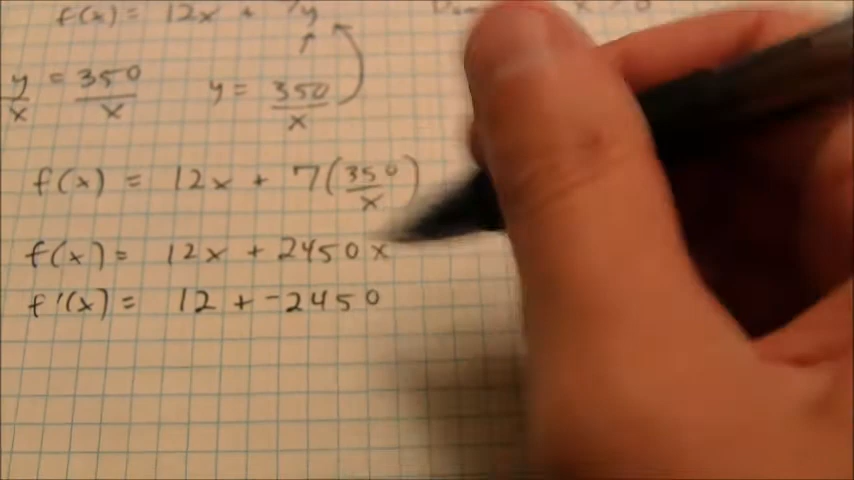 f(x) = 12x + 7y
y/x = 350/x y = 350/x
f(x) = 12x + 7(350/x)
f(x) = 12x + 2450x
f'(x) = 12 + -2450